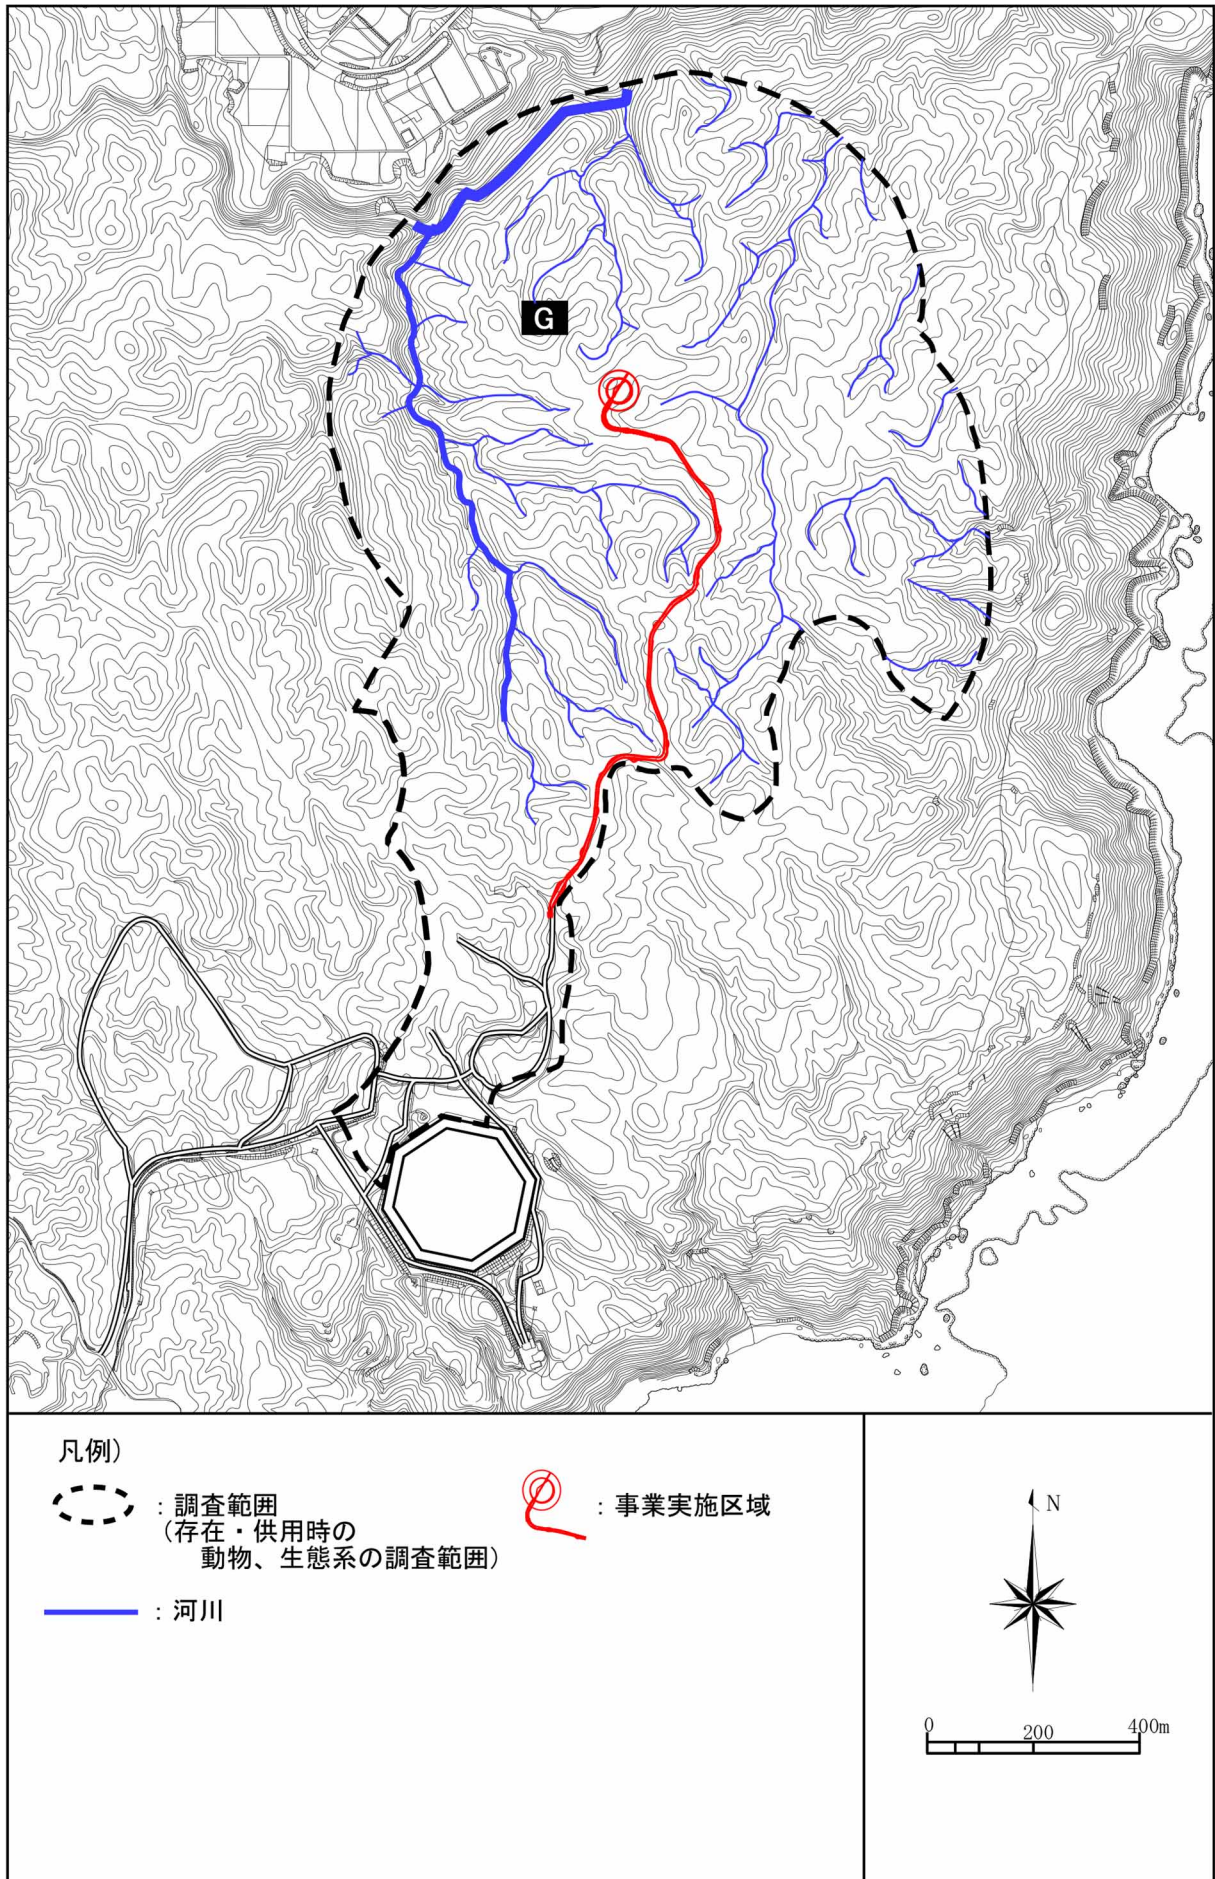 G
凡例)
：調査範囲
(存在・供用時の
動物、生態系の調査範囲)
：事業実施区域
：河川
N
0 200 400m